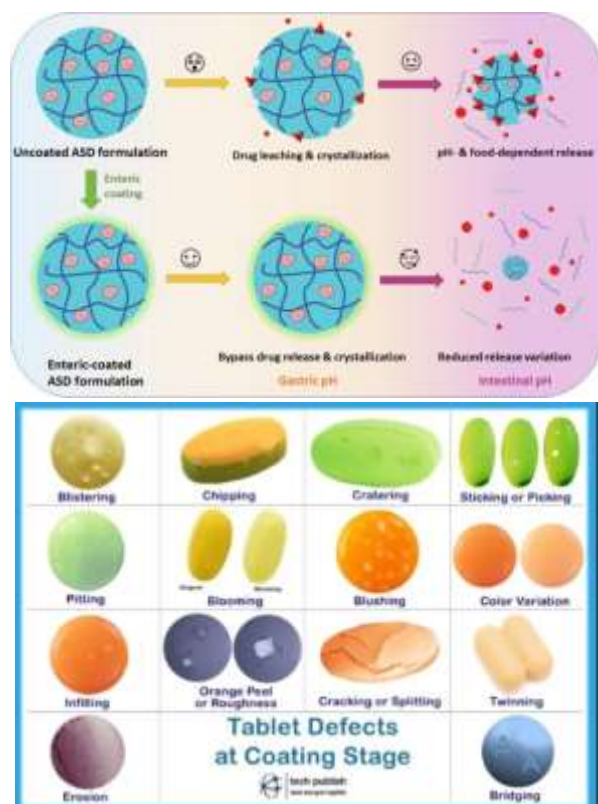 Uncoated ASD formulation
Drug leaching & crystallization
pH- & food-dependent release
Enteric
coating
Enteric-coated
ASD formulation
Bypass drug release & crystallization
Reduced release variation
Gastric pH
Intestinal pH
Blistering
Chipping
Cratering
Sticking or Picking
Pitting
Blooming
Blushing
Color Variation
Infilling
Orange Peel
or Roughness
Cracking or Splitting
Twinning
Erosion
Tablet Defects
at Coating Stage
tech publish
Bridging